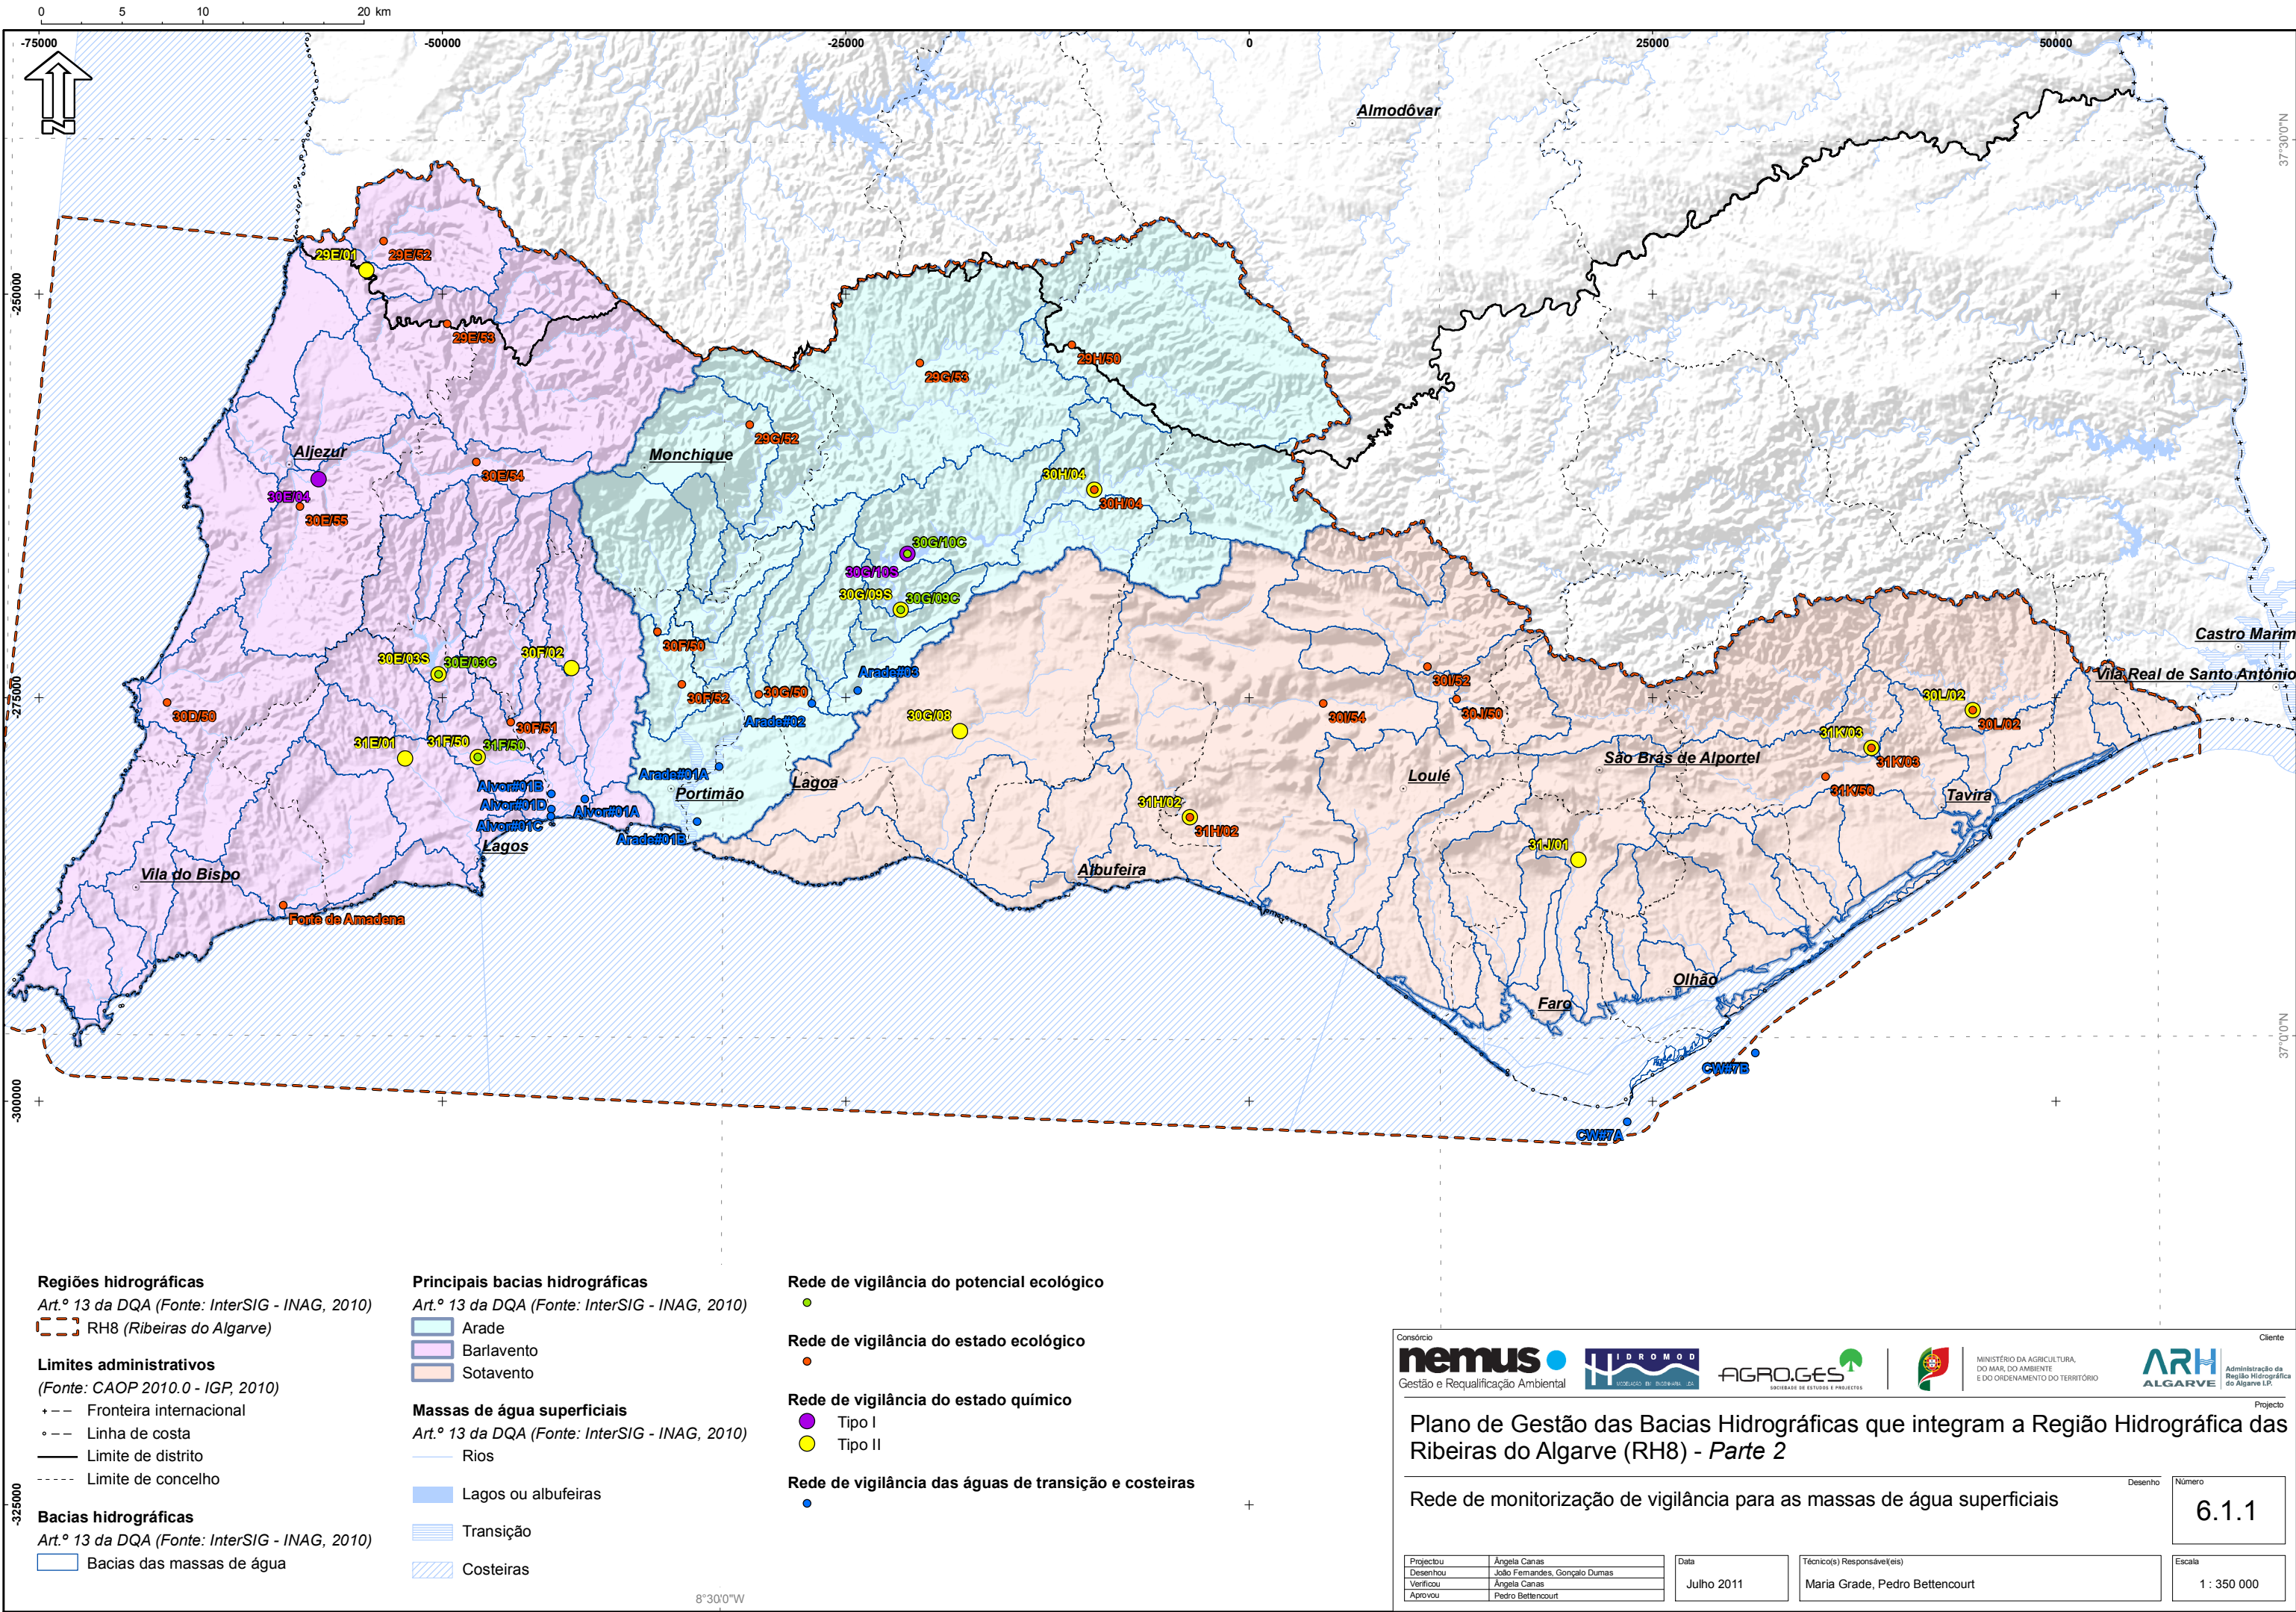 0 5 10 20 km
-75000 -50000 -25000 0 25000 50000
N
Almodôvar
37°30'0"N
29E/01
29E/52
-250000
29E/53
29H/50
29G/53
29G/52
Aljezur
Monchique
30E/54
30E/04
30E/55
30H/04
30H/04
30G/10C
30G/10S
30G/09S
30G/09C
Castro Marim
30F/50
30E/03S
30E/03C
30F/02
Arade#03
30I/52
Vila Real de Santo António
-275000
30D/50
30F/52
30G/50
Arade#02
30G/08
30I/54
30J/50
30L/02
30L/02
30F/51
31E/01
31F/50
31F/50
31K/03
31K/03
São Brás de Alportel
Arade#01A
Loulé
31K/50
Alvor#01B
Alvor#01D
Alvor#01A
Alvor#01C
Portimão
Lagoa
Tavira
31H/02
31H/02
Arade#01B
Lagos
31J/01
Vila do Bispo
Albufeira
Forte de Amadena
Olhão
Faro
37°0'0"N
CW#7B
-300000
CW#7A
-325000
8°30'0"W
Regiões hidrográficas
Art.º 13 da DQA (Fonte: InterSIG - INAG, 2010)
RH8 (Ribeiras do Algarve)
Limites administrativos
(Fonte: CAOP 2010.0 - IGP, 2010)
Fronteira internacional
Linha de costa
Limite de distrito
Limite de concelho
Bacias hidrográficas
Art.º 13 da DQA (Fonte: InterSIG - INAG, 2010)
Bacias das massas de água
Principais bacias hidrográficas
Art.º 13 da DQA (Fonte: InterSIG - INAG, 2010)
Arade
Barlavento
Sotavento
Massas de água superficiais
Art.º 13 da DQA (Fonte: InterSIG - INAG, 2010)
Rios
Lagos ou albufeiras
Transição
Costeiras
Rede de vigilância do potencial ecológico
Rede de vigilância do estado ecológico
Rede de vigilância do estado químico
Tipo I
Tipo II
Rede de vigilância das águas de transição e costeiras
Consórcio
Cliente
nemus
Gestão e Requalificação Ambiental
HIDROMOD
MODELAÇÃO EM ENGENHARIA LDA
AGRO.GES
SOCIEDADE DE ESTUDOS E PROJECTOS
MINISTÉRIO DA AGRICULTURA,
DO MAR, DO AMBIENTE
E DO ORDENAMENTO DO TERRITÓRIO
ARH
ALGARVE
Administração da
Região Hidrográfica
do Algarve I.P.
Projecto
Plano de Gestão das Bacias Hidrográficas que integram a Região Hidrográfica das
Ribeiras do Algarve (RH8) - Parte 2
Desenho
Rede de monitorização de vigilância para as massas de água superficiais
Número
6.1.1
Projectou Ângela Canas
Desenhou João Fernandes, Gonçalo Dumas
Verificou Ângela Canas
Aprovou Pedro Bettencourt
Data
Julho 2011
Técnico(s) Responsável(eis)
Maria Grade, Pedro Bettencourt
Escala
1 : 350 000